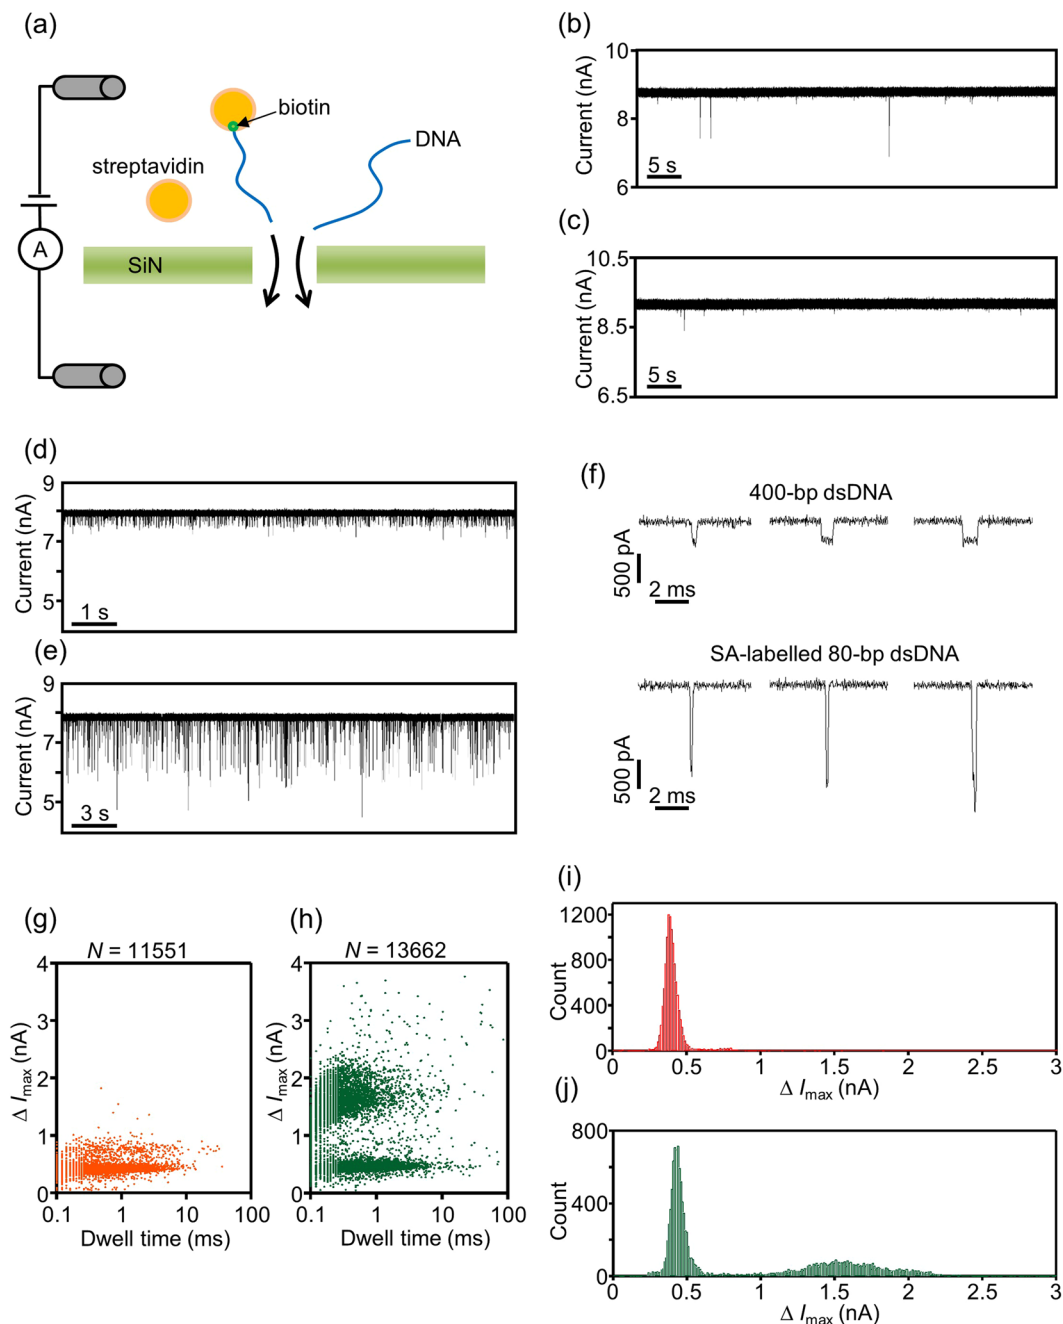 (a)
biotin
DNA
streptavidin
A
SiN
(b)
10
8
6
Current (nA)
5 s
(c)
10.5
8.5
6.5
Current (nA)
5 s
(d)
9
7
5
Current (nA)
1 s
(e)
9
7
5
Current (nA)
3 s
(f)
400-bp dsDNA
500 pA
2 ms
SA-labelled 80-bp dsDNA
500 pA
2 ms
(g)
N = 11551
4
3
2
1
0
Δ Imax (nA)
0.1 1 10 100
Dwell time (ms)
(h)
N = 13662
4
3
2
1
0
Δ Imax (nA)
0.1 1 10 100
Dwell time (ms)
(i)
1200
800
400
0
Count
0 0.5 1 1.5 2 2.5 3
Δ Imax (nA)
(j)
800
400
0
Count
0 0.5 1 1.5 2 2.5 3
Δ Imax (nA)